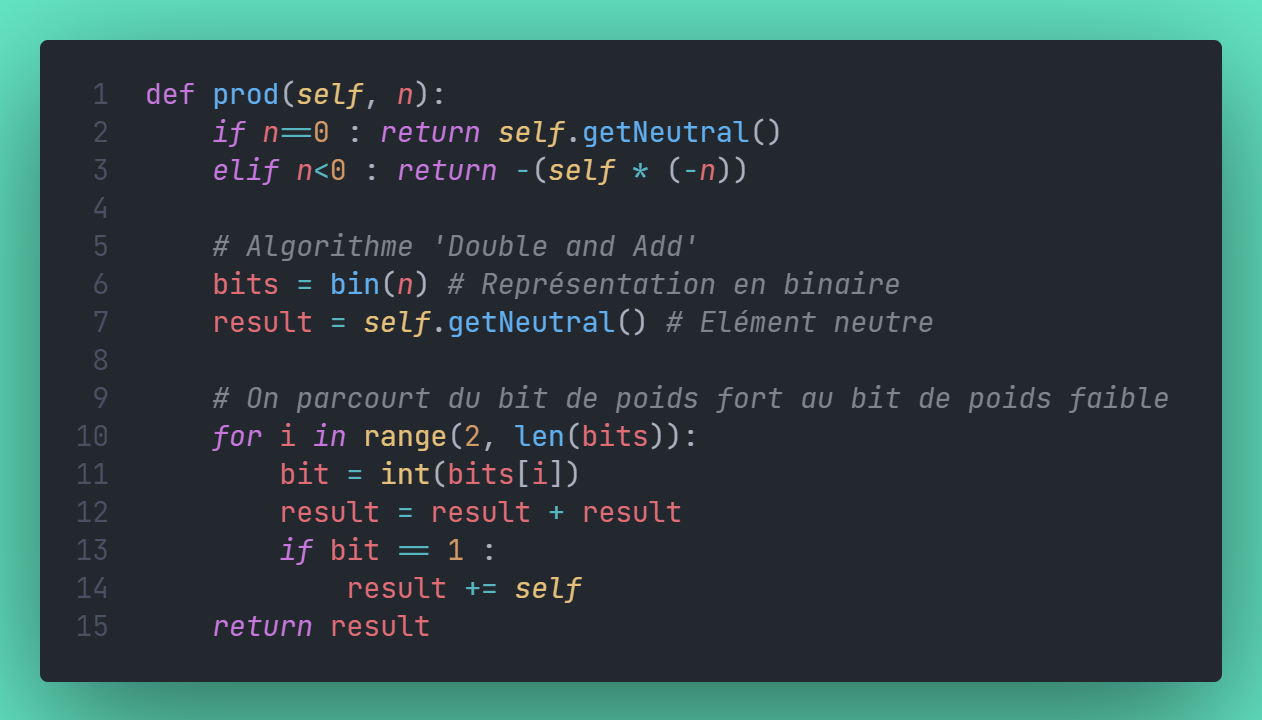 1 def prod(self, n):
2 if n==0 : return self.getNeutral()
3 elif n<0 : return -(self * (-n))
4
5 # Algorithme 'Double and Add'
6 bits = bin(n) # Représentation en binaire
7 result = self.getNeutral() # Elément neutre
8
9 # On parcourt du bit de poids fort au bit de poids faible
10 for i in range(2, len(bits)):
11 bit = int(bits[i])
12 result = result + result
13 if bit == 1 :
14 result += self
15 return result